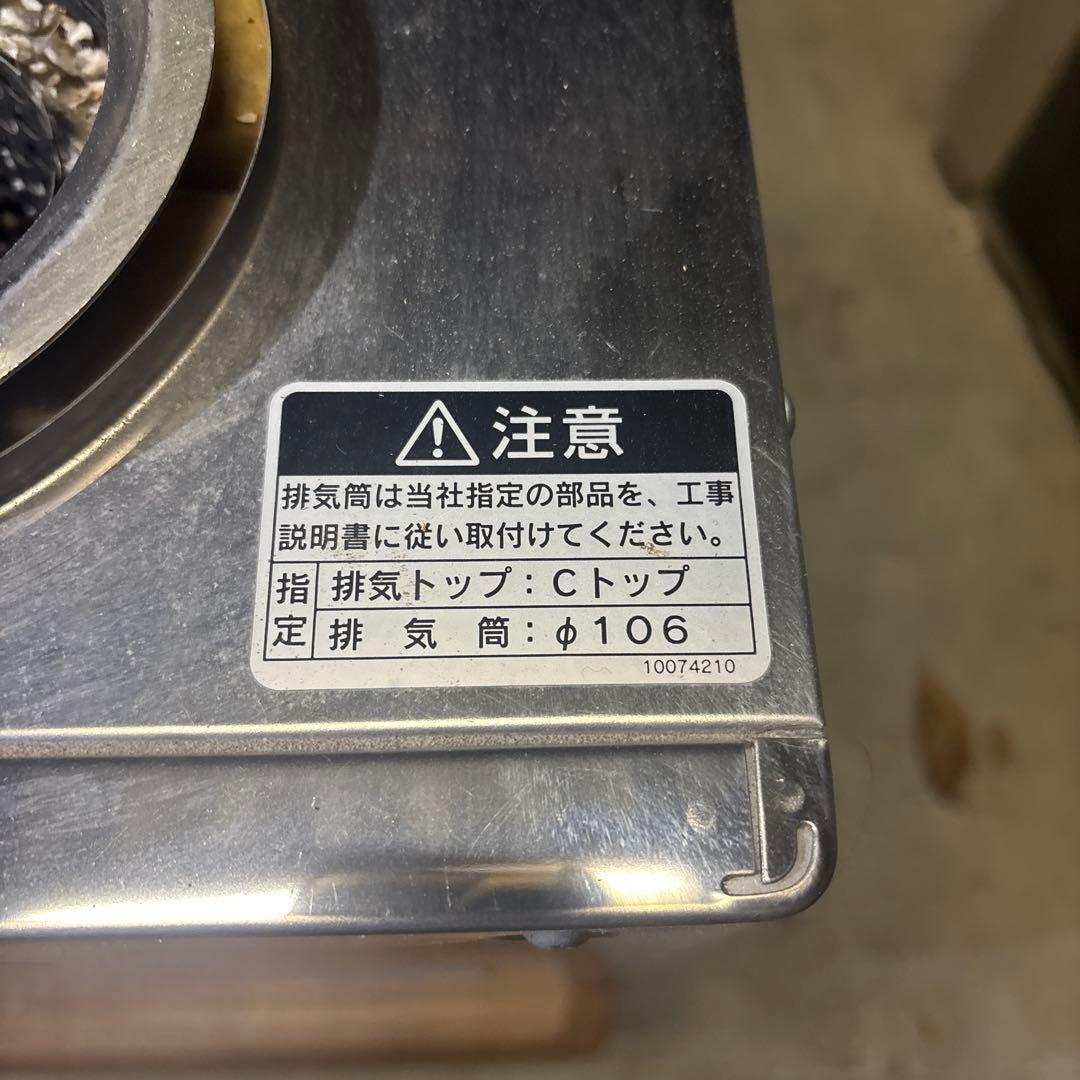 注意
排気筒は当社指定の部品を、工事
説明書に従い取付けてください。
指定
排気トップ：Cトップ
排気筒：φ106
10074210